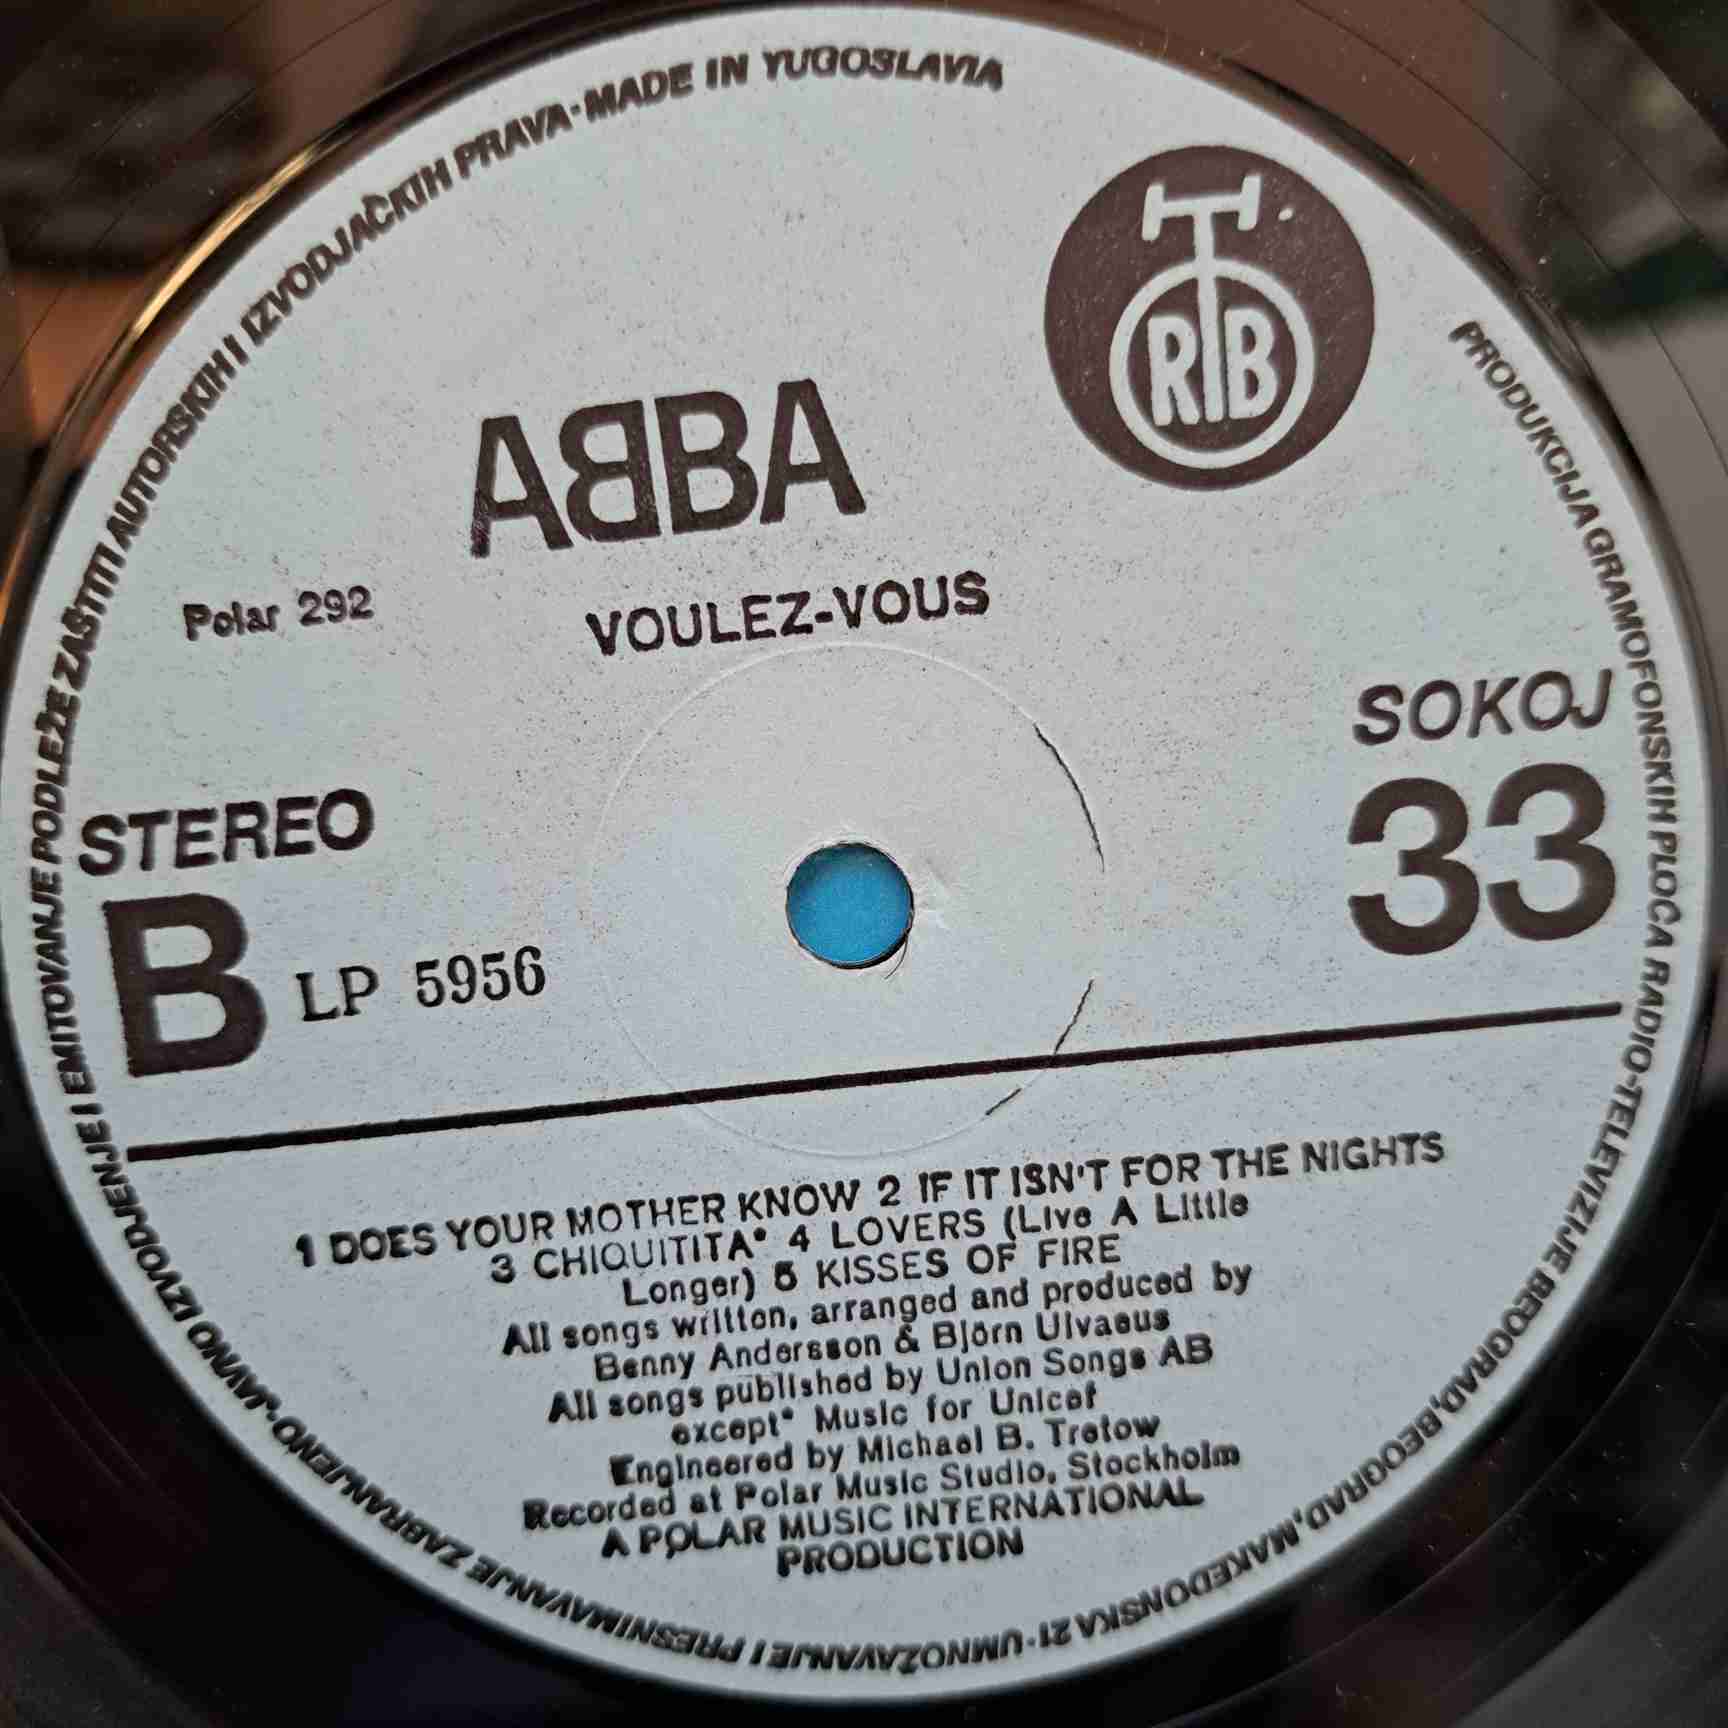 PRODUKCIJA GRAMOFONSKIH PLOČA RADIO-TELEVIZIJE BEOGRAD, BEOGRAD, MAKEDONSKA 21 · UMNOŽAVANJE I PRESNIMAVANJE ZABRANJENO · JAVNO IZVODJENJE I EMITOVANJE PODLEŽE ZAŠTITI AUTORSKIH I IZVODJAČKIH PRAVA · MADE IN YUGOSLAVIA
RTB
ABBA
Polar 292
VOULEZ-VOUS
SOKOJ
STEREO
33
B LP 5956
1 DOES YOUR MOTHER KNOW 2 IF IT ISN'T FOR THE NIGHTS
3 CHIQUITITA* 4 LOVERS (Live A Little
Longer) 5 KISSES OF FIRE
All songs written, arranged and produced by
Benny Andersson & Björn Ulvaeus
All songs published by Union Songs AB
except* Music for Unicef
Engineered by Michael B. Tretow
Recorded at Polar Music Studio, Stockholm
A POLAR MUSIC INTERNATIONAL
PRODUCTION